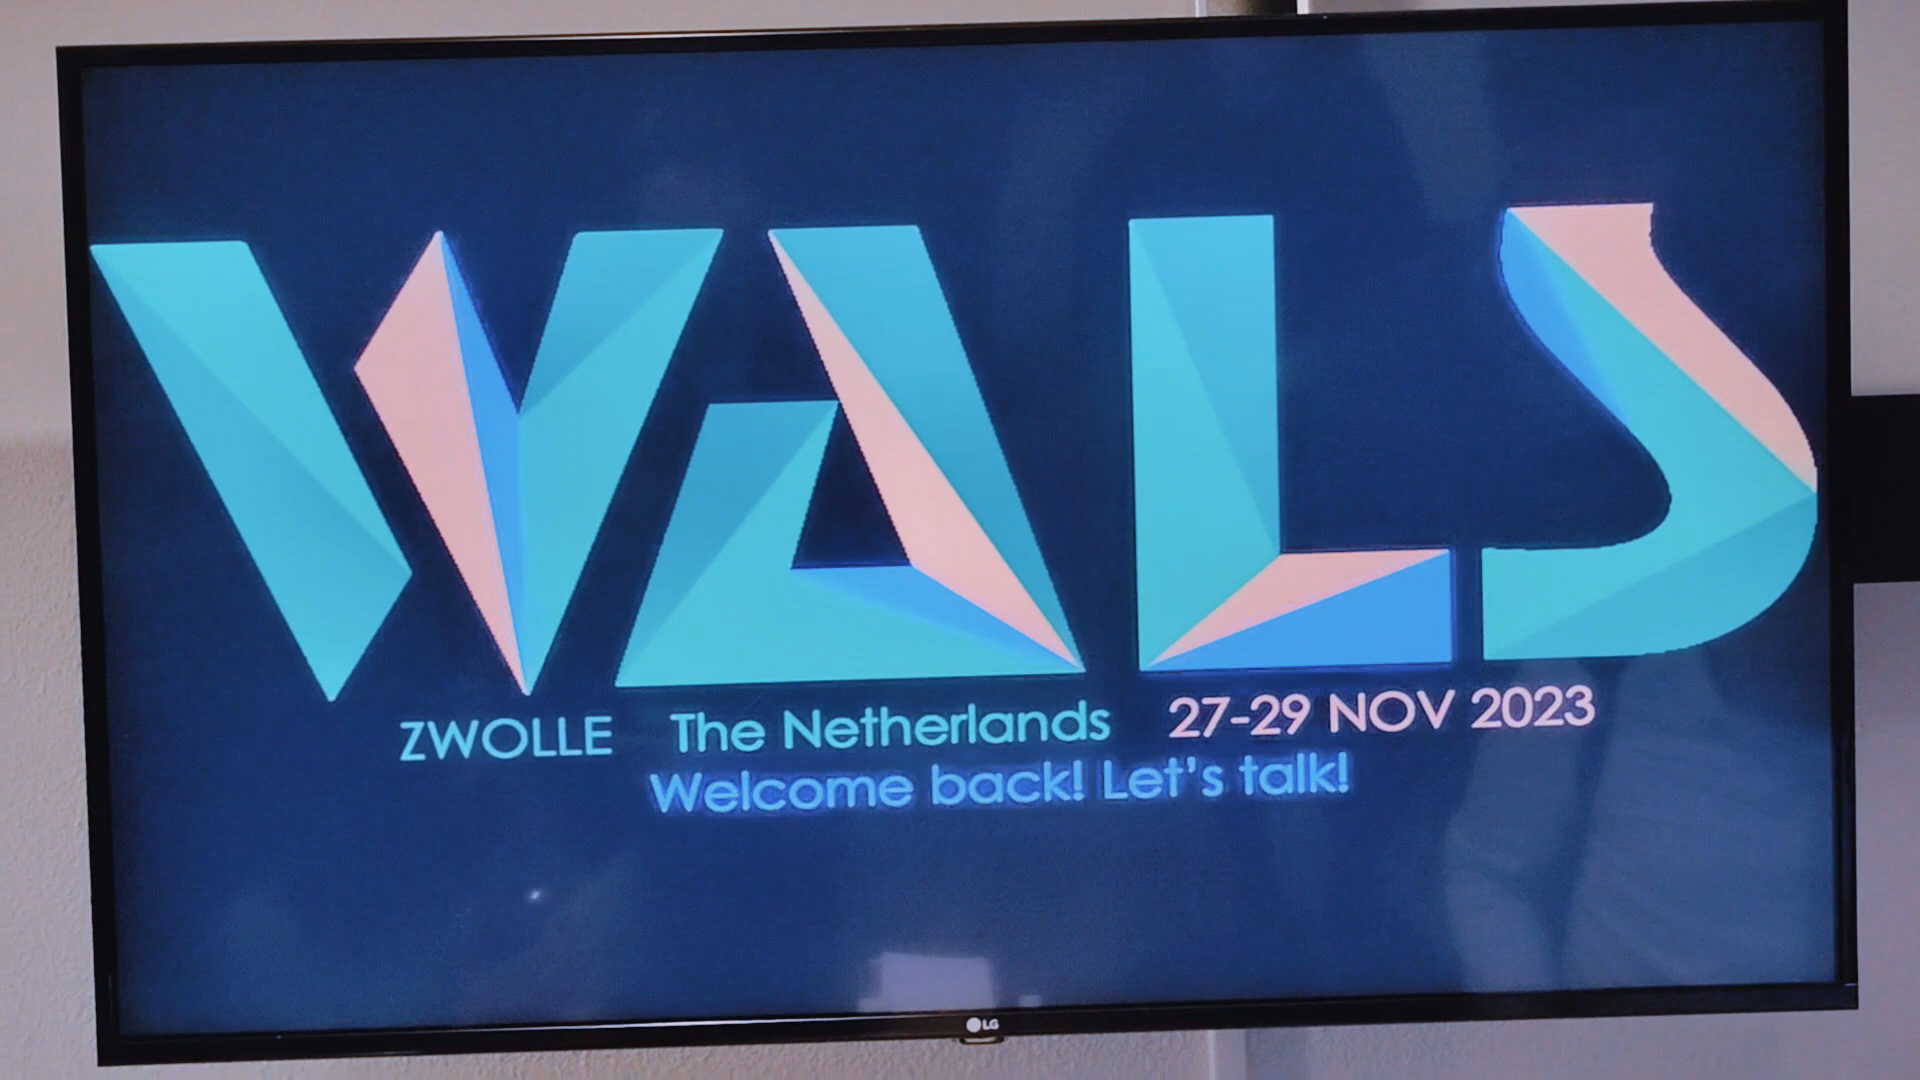 WALS
ZWOLLE The Netherlands 27-29 NOV 2023
Welcome back! Let's talk!
LG